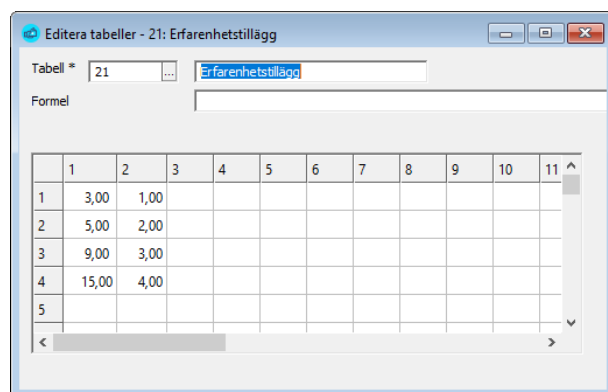 Editera tabeller - 21: Erfarenhetstillägg
Tabell * 21 ... Erfarenhetstillägg
Formel
1 2 3 4 5 6 7 8 9 10 11
1 3,00 1,00
2 5,00 2,00
3 9,00 3,00
4 15,00 4,00
5